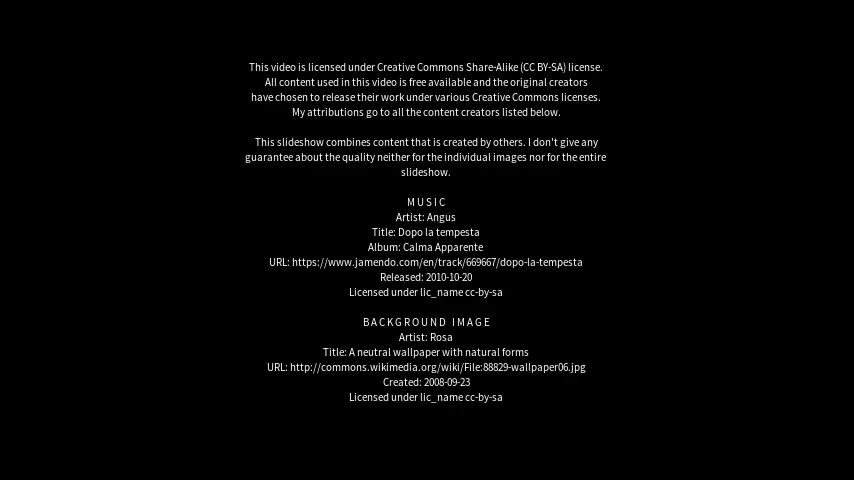 This video is licensed under Creative Commons Share-Alike (CC BY-SA) license.
All content used in this video is free available and the original creators
have chosen to release their work under various Creative Commons licenses.
My attributions go to all the content creators listed below.
This slideshow combines content that is created by others. I don't give any
guarantee about the quality neither for the individual images nor for the entire
slideshow.
MUSIC
Artist: Angus
Title: Dopo la tempesta
Album: Calma Apparente
URL: https://www.jamendo.com/en/track/669667/dopo-la-tempesta
Released: 2010-10-20
Licensed under lic_name cc-by-sa
BACKGROUND IMAGE
Artist: Rosa
Title: A neutral wallpaper with natural forms
URL: http://commons.wikimedia.org/wiki/File:88829-wallpaper06.jpg
Created: 2008-09-23
Licensed under lic_name cc-by-sa